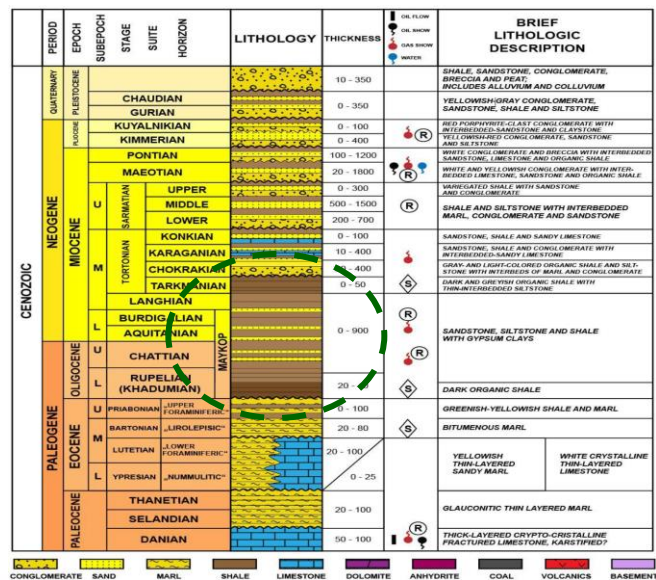 PERIOD
EPOCH
SUBEPOCH
STAGE
SUITE
HORIZON
LITHOLOGY
THICKNESS
OIL FLOW
OIL SHOW
GAS SHOW
WATER
BRIEF
LITHOLOGIC
DESCRIPTION
CENOZOIC
QUATERNARY
PLEISTOCENE
10 - 350
SHALE, SANDSTONE, CONGLOMERATE,
BRECCIA AND PEAT;
INCLUDES ALLUVIUM AND COLLUVIUM
CHAUDIAN
GURIAN
0 - 350
YELLOWISH-GRAY CONGLOMERATE,
SANDSTONE, SHALE AND SILTSTONE
NEOGENE
PLIOCENE
KUYALNIKIAN
0 - 100
RED PORPHYRITE-CLAST CONGLOMERATE WITH
INTERBEDDED-SANDSTONE AND CLAYSTONE
KIMMERIAN
0 - 400
R
YELLOWISH-RED CONGLOMERATE, SAND
AND SILTSTONE
MIOCENE
U
PONTIAN
100 - 1200
WHITE CONGLOMERATE AND BRECCIA WITH INTERBEDDED
SANDSTONE, LIMESTONE AND ORGANIC SHALE
MAEOTIAN
20 - 1800
R
WHITE AND YELLOWISH CONGLOMERATE WITH INTER-
BEDDED LIMESTONE, SANDSTONE AND ORGANIC SHALE
SARMATIAN
UPPER
0 - 300
VARIEGATED SHALE WITH SANDSTONE
AND CONGLOMERATE
MIDDLE
500 - 1500
R
SHALE AND SILTSTONE WITH INTERBEDDED
MARL, CONGLOMERATE AND SANDSTONE
LOWER
200 - 700
M
TORTONIAN
KONKIAN
0 - 100
SANDSTONE, SHALE AND SANDY LIMESTONE
KARAGANIAN
10 - 400
SANDSTONE, SHALE AND CONGLOMERATE WITH
INTERBEDDED-SANDY LIMESTONE
CHOKRAKIAN
0 - 400
GRAY- AND LIGHT-COLORED ORGANIC SHALE AND SILT-
STONE WITH INTERBEDS OF MARL AND CONGLOMERATE
TARKHANIAN
0 - 50
S
DARK AND GREYISH ORGANIC SHALE WITH
THIN-INTERBEDDED SILTSTONE
LANGHIAN
L
BURDIGALIAN
AQUITANIAN
MAYKOP
0 - 900
R
SANDSTONE, SILTSTONE AND SHALE
WITH GYPSUM CLAYS
PALEOGENE
OLIGOCENE
U
CHATTIAN
R
L
RUPELIAN
(KHADUMIAN)
S
DARK ORGANIC SHALE
EOCENE
U
PRIABONIAN
„UPPER
FORAMINIFERIC“
0 - 100
GREENISH-YELLOWISH SHALE AND MARL
M
BARTONIAN
„LIROLEPISIC“
20 - 80
S
BITUMENOUS MARL
LUTETIAN
„LOWER
FORAMINIFERIC“
20 - 100
YELLOWISH
THIN-LAYERED
SANDY MARL
WHITE CRYSTALLINE
THIN-LAYERED
LIMESTONE
L
YPRESIAN
„NUMMULITIC“
0 - 25
PALEOCENE
THANETIAN
SELANDIAN
20 - 100
GLAUCONITIC THIN LAYERED MARL
DANIAN
50 - 100
R
THICK-LAYERED CRYPTO-CRISTALLINE
FRACTURED LIMESTONE, KARSTIFIED?
CONGLOMERATE
SAND
MARL
SHALE
LIMESTONE
DOLOMITE
ANHYDRITE
COAL
VOLCANICS
BASEMENT